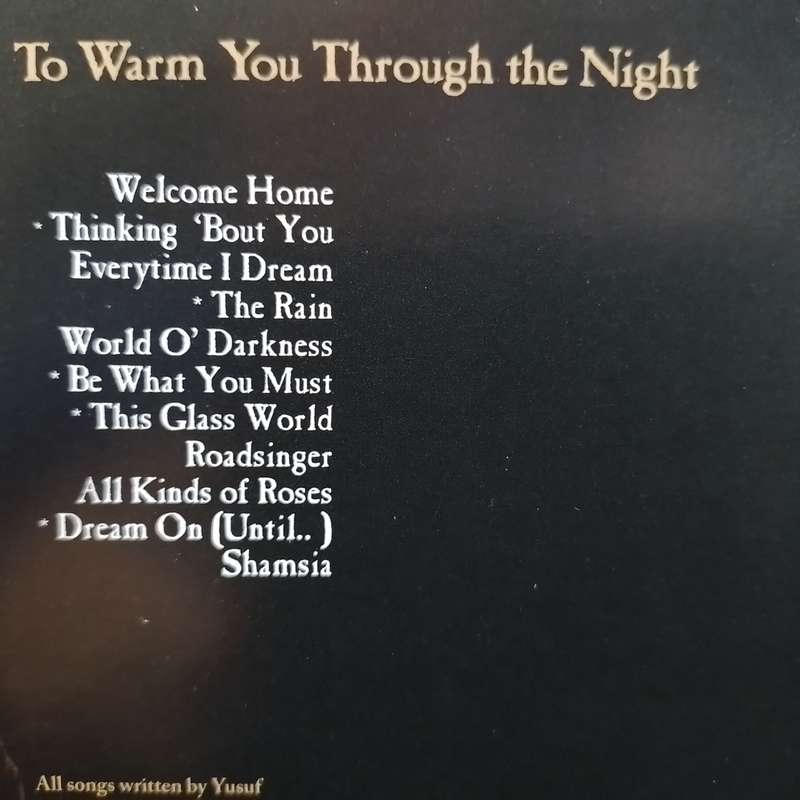 To Warm You Through the Night
Welcome Home
* Thinking ‘Bout You
Everytime I Dream
* The Rain
World O’ Darkness
* Be What You Must
* This Glass World
Roadsinger
All Kinds of Roses
* Dream On (Until.. )
Shamsia
All songs written by Yusuf